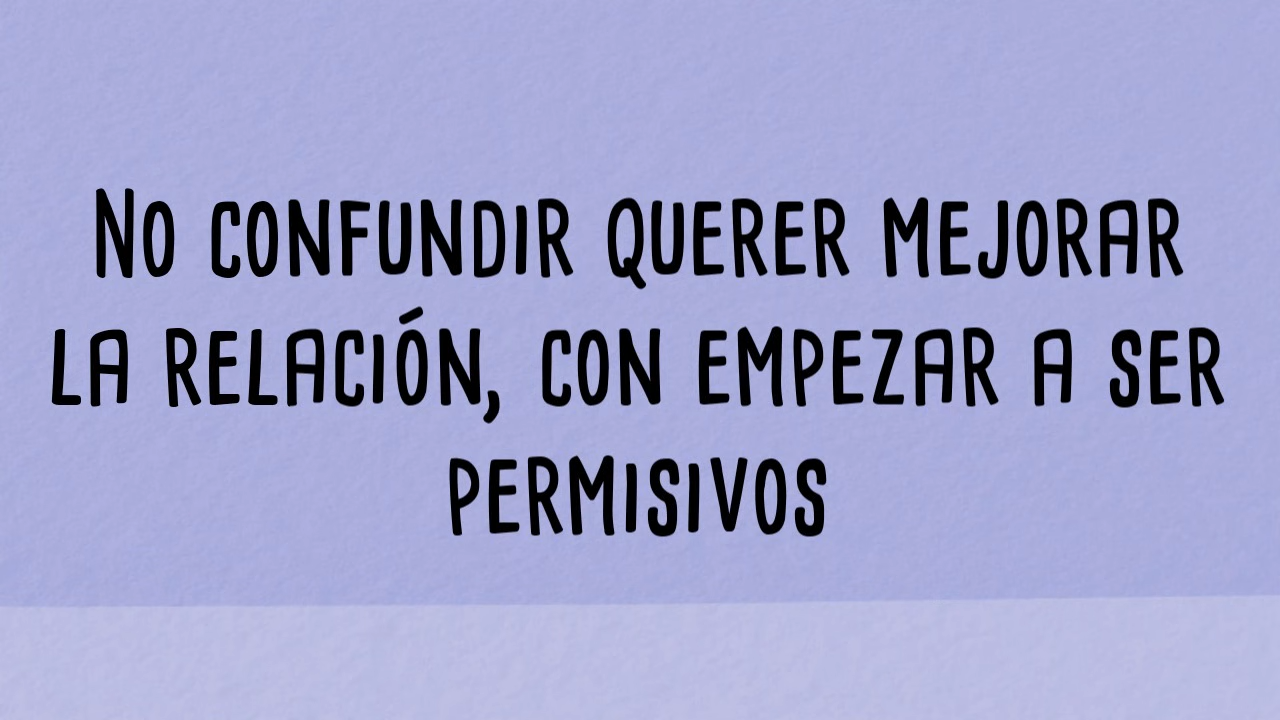 No confundir querer mejorar
la relación, con empezar a ser
permisivos